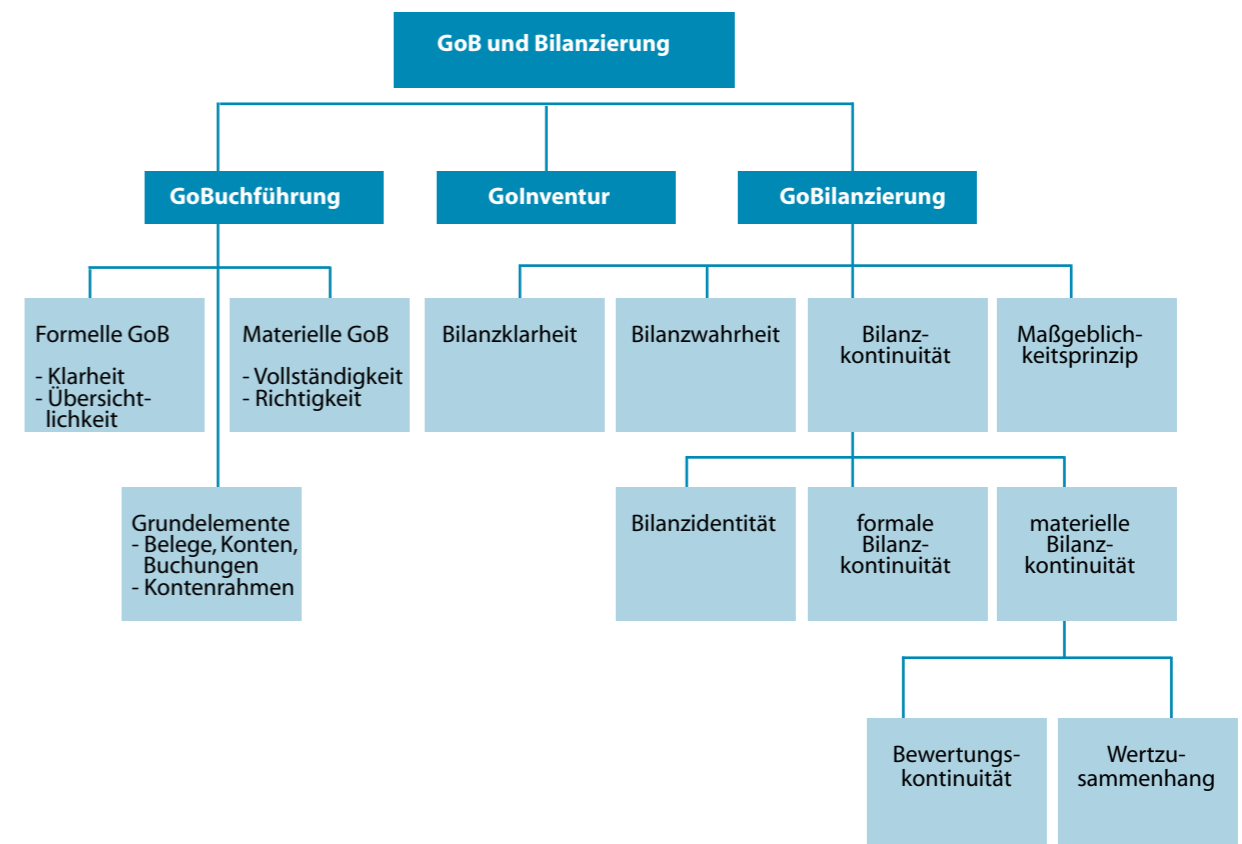 GoB und Bilanzierung
GoBuchführung
GoInventur
GoBilanzierung
Formelle GoB
- Klarheit
- Übersicht-
lichkeit
Materielle GoB
- Vollständigkeit
- Richtigkeit
Bilanzklarheit
Bilanzwahrheit
Bilanz-
kontinuität
Maßgeblich-
keitsprinzip
Grundelemente
- Belege, Konten,
Buchungen
- Kontenrahmen
Bilanzidentität
formale
Bilanz-
kontinuität
materielle
Bilanz-
kontinuität
Bewertungs-
kontinuität
Wertzu-
sammenhang